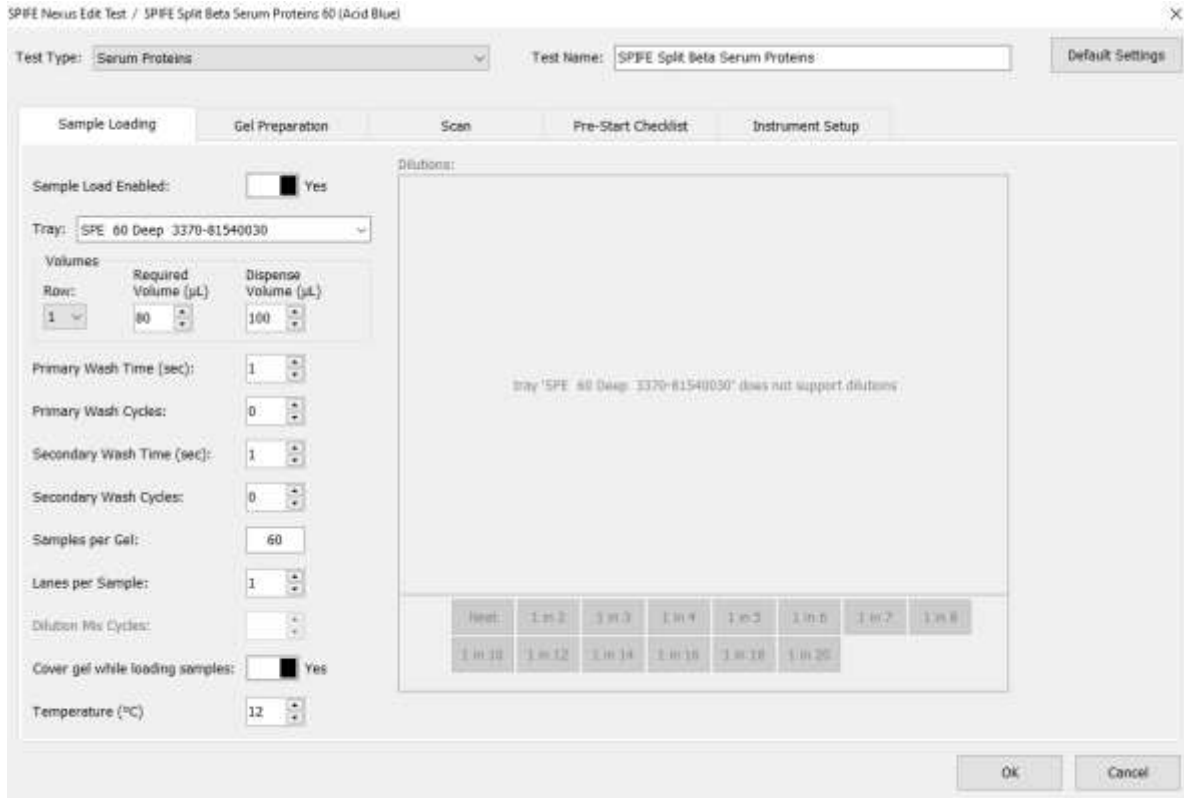 SPIFE Nexus Edit Test / SPIFE Split Beta Serum Proteins 60 (Acid Blue)
Test Type: Serum Proteins
Test Name: SPIFE Split Beta Serum Proteins
Default Settings
Sample Loading
Gel Preparation
Scan
Pre-Start Checklist
Instrument Setup
Sample Load Enabled: Yes
Tray: SPE 60 Deep 3370-81540030
Volumes
Row:
Required Volume (µL)
Dispense Volume (µL)
1
80
100
Primary Wash Time (sec): 1
Primary Wash Cycles: 0
Secondary Wash Time (sec): 1
Secondary Wash Cycles: 0
Samples per Gel: 60
Lanes per Sample: 1
Dilution Mix Cycles:
Cover gel while loading samples: Yes
Temperature (ºC) 12
Dilutions:
tray 'SPE 60 Deep 3370-81540030' does not support dilutions
Neat 1 in 2 1 in 3 1 in 4 1 in 5 1 in 6 1 in 7 1 in 8
1 in 10 1 in 12 1 in 14 1 in 16 1 in 18 1 in 20
OK
Cancel